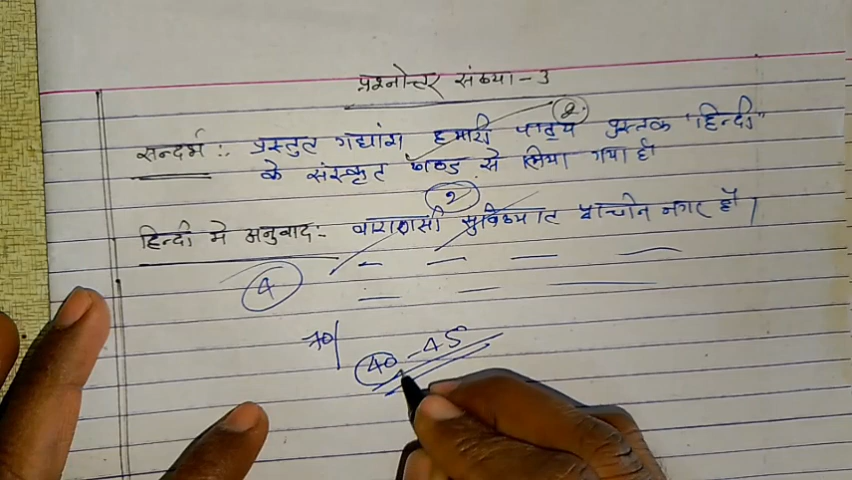 प्रश्नोत्तर संख्या - 3
2
सन्दर्भ :- प्रस्तुत गद्यांश हमारी पाठ्य पुस्तक "हिन्दी"
के संस्कृत खण्ड से लिया गया है।
2
हिन्दी मे अनुवाद:- वाराणसी सुविख्यात प्राचीन नगर है।
4
70
40 - 45